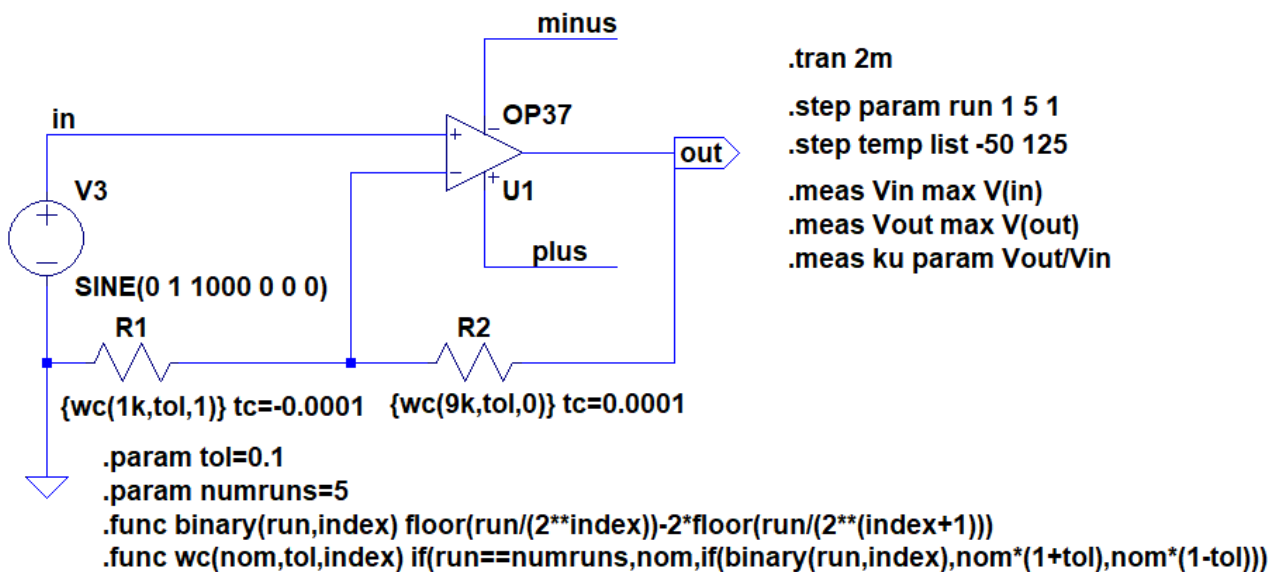 minus
.tran 2m
in
OP37
.step param run 1 5 1
out
.step temp list -50 125
V3
U1
.meas Vin max V(in)
.meas Vout max V(out)
plus
.meas ku param Vout/Vin
SINE(0 1 1000 0 0 0)
R1
R2
{wc(1k,tol,1)} tc=-0.0001
{wc(9k,tol,0)} tc=0.0001
.param tol=0.1
.param numruns=5
.func binary(run,index) floor(run/(2**index))-2*floor(run/(2**(index+1)))
.func wc(nom,tol,index) if(run==numruns,nom,if(binary(run,index),nom*(1+tol),nom*(1-tol)))